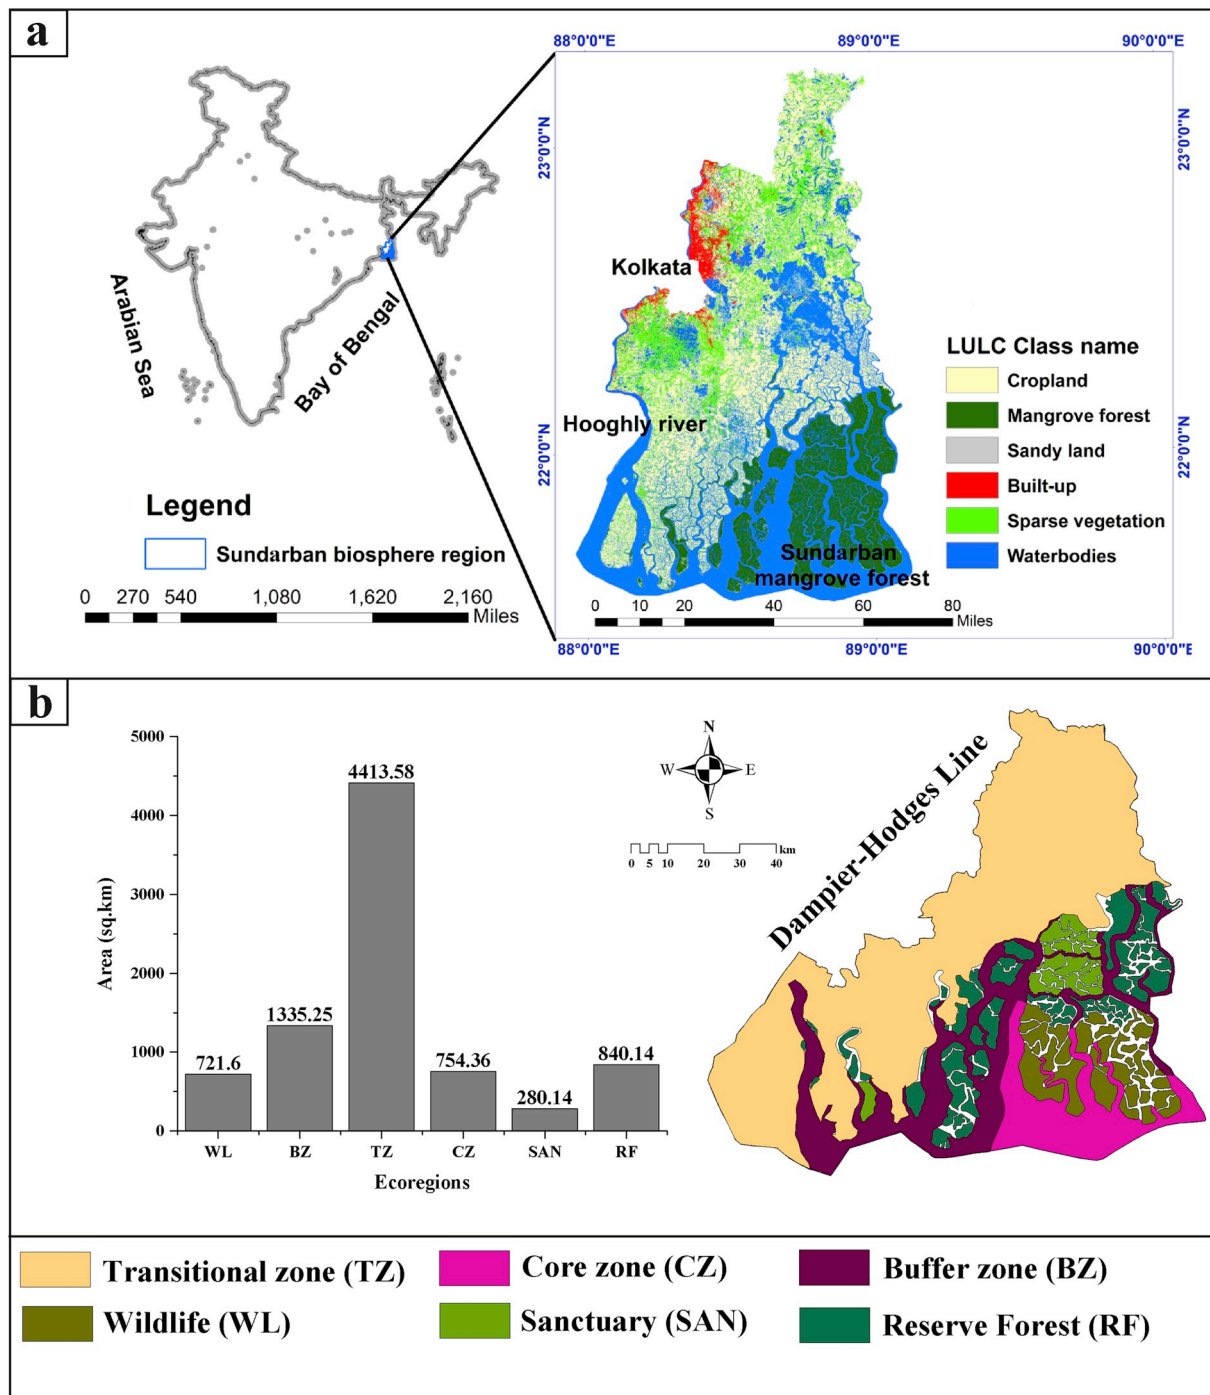 a
88°0'0"E 89°0'0"E 90°0'0"E
23°0'0"N 23°0'0"N
Kolkata
Arabian Sea
Bay of Bengal
LULC Class name
Cropland
Mangrove forest
Sandy land
Built-up
Sparse vegetation
Waterbodies
Hooghly river
22°0'0"N 22°0'0"N
Legend
Sundarban biosphere region
0 270 540 1,080 1,620 2,160
Miles
Sundarban
mangrove forest
0 10 20 40 60 80
Miles
88°0'0"E 89°0'0"E 90°0'0"E
b
5000
4000
3000
2000
1000
0
Area (sq.km)
721.6
1335.25
4413.58
754.36
280.14
840.14
WL BZ TZ CZ SAN RF
Ecoregions
N
W E
S
km
0 5 10 20 30 40
Dampier-Hodges Line
Transitional zone (TZ) Core zone (CZ) Buffer zone (BZ)
Wildlife (WL) Sanctuary (SAN) Reserve Forest (RF)